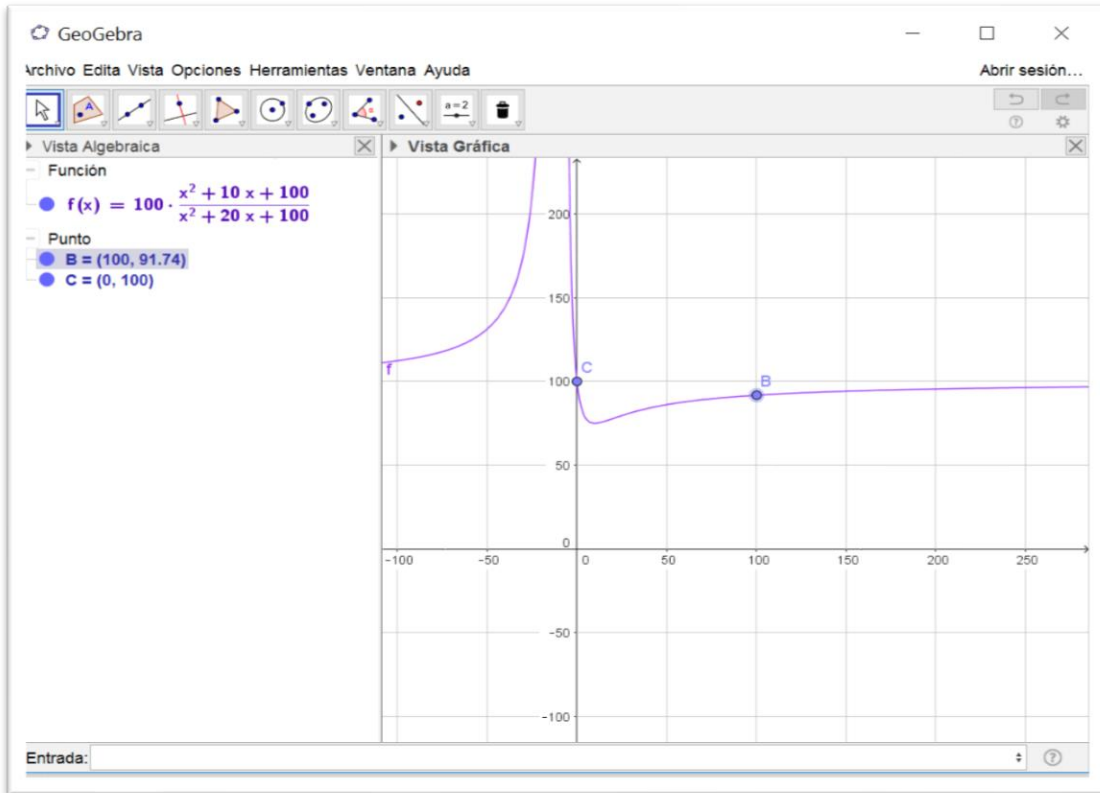 GeoGebra
Archivo Edita Vista Opciones Herramientas Ventana Ayuda
Abrir sesión...
A
a=2
Vista Algebraica
Vista Gráfica
Función
f(x) = 100 · (x² + 10 x + 100) / (x² + 20 x + 100)
Punto
B = (100, 91.74)
C = (0, 100)
200
150
100
50
0
-50
-100
-100 -50 0 50 100 150 200 250
f
C
B
Entrada: